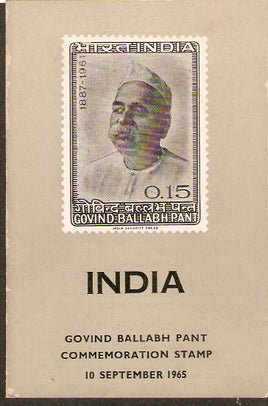 भारत INDIA
1887-1961
0.15
गोविन्द बल्लभ पन्त
GOVIND BALLABH PANT
INDIA SECURITY PRESS
INDIA
GOVIND BALLABH PANT
COMMEMORATION STAMP
10 SEPTEMBER 1965